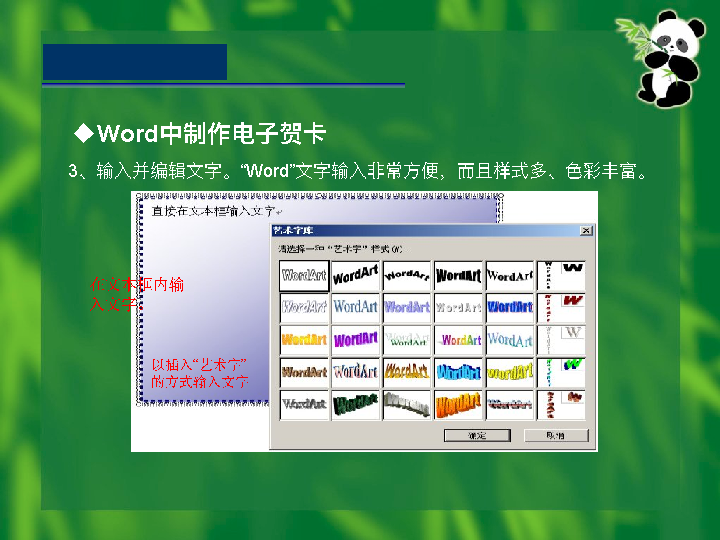 ◆Word中制作电子贺卡
3、输入并编辑文字。“Word”文字输入非常方便，而且样式多、色彩丰富。
直接在文本框输入文字
艺术字库
请选择一种“艺术字”样式(W)
在文本框内输
入文字。
WordArt WordArt WordArt WordArt WordArt W W
WordArt WordArt WordArt WordArt WordArt W
WordArt WordArt WordArt WordArt WordArt W
以插入“艺术字”
的方式输入文字
WordArt WordArt WordArt WordArt WordArt
WordArt WordArt WordArt WordArt WordArt
确定 取消